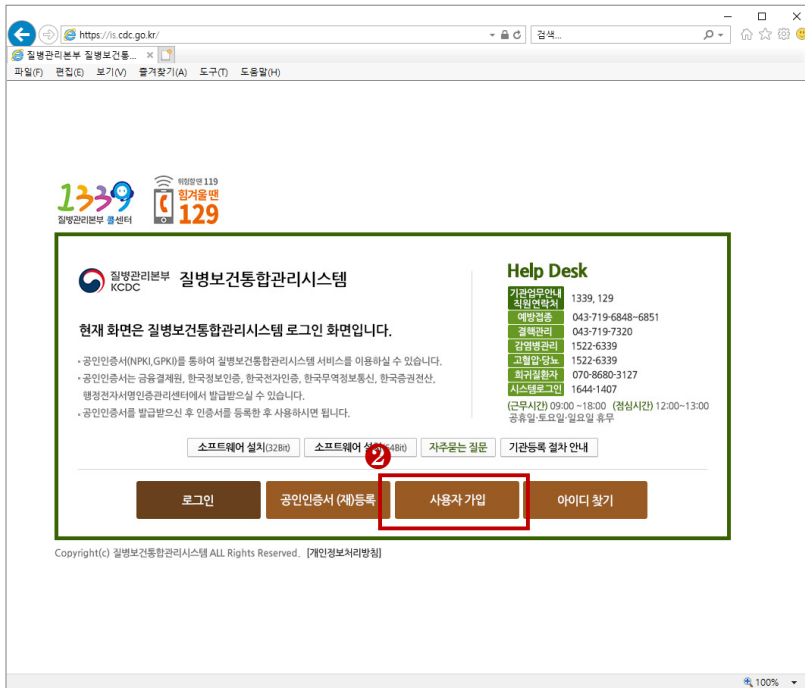 https://is.cdc.go.kr/
검색...
질병관리본부 질병보건통...
파일(F) 편집(E) 보기(V) 즐겨찾기(A) 도구(T) 도움말(H)
1339
질병관리본부 콜센터
위험할 땐 119
힘겨울 땐
129
질병관리본부
KCDC
질병보건통합관리시스템
현재 화면은 질병보건통합관리시스템 로그인 화면입니다.
공인인증서(NPKI,GPKI)를 통하여 질병보건통합관리시스템 서비스를 이용하실 수 있습니다.
공인인증서는 금융결제원, 한국정보인증, 한국전자인증, 한국무역정보통신, 한국증권전산,
행정전자서명인증관리센터에서 발급받으실 수 있습니다.
공인인증서를 발급받으신 후 인증서를 등록한 후 사용하시면 됩니다.
Help Desk
기관업무안내
직원연락처 1339, 129
예방접종 043-719-6848~6851
결핵관리 043-719-7320
감염병관리 1522-6339
고혈압·당뇨 1522-6339
희귀질환자 070-8680-3127
시스템로그인 1644-1407
(근무시간) 09:00 ~18:00 (점심시간) 12:00~13:00
공휴일·토요일·일요일 휴무
소프트웨어 설치(32Bit) 소프트웨어 64Bit) 자주묻는 질문 기관등록 절차 안내
2
로그인 공인인증서 (재)등록 사용자 가입 아이디 찾기
Copyright(c) 질병보건통합관리시스템 ALL Rights Reserved. [개인정보처리방침]
100%